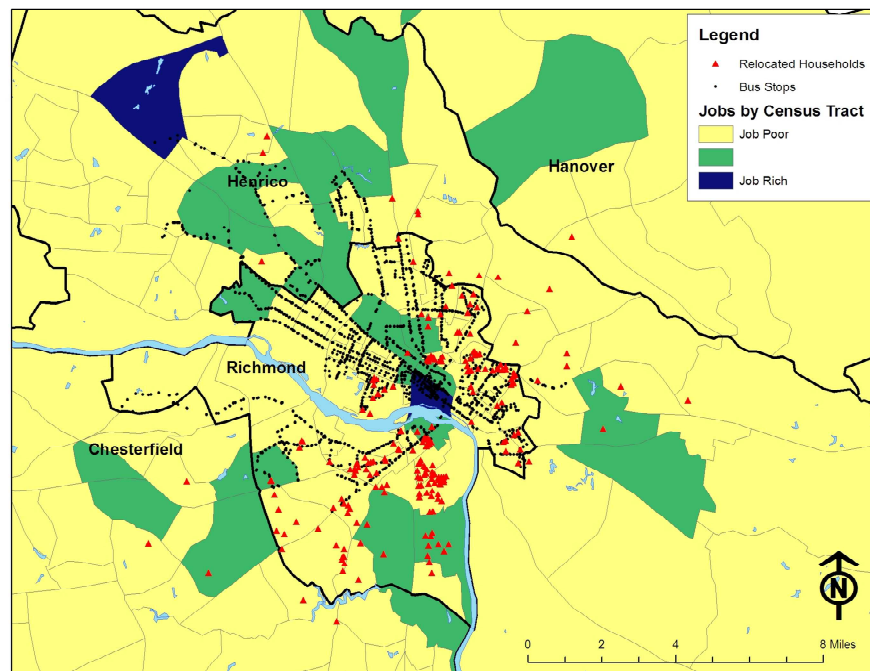 Legend
Relocated Households
Bus Stops
Jobs by Census Tract
Job Poor
Job Rich
Hanover
Henrico
Richmond
Chesterfield
N
0 2 4 8 Miles